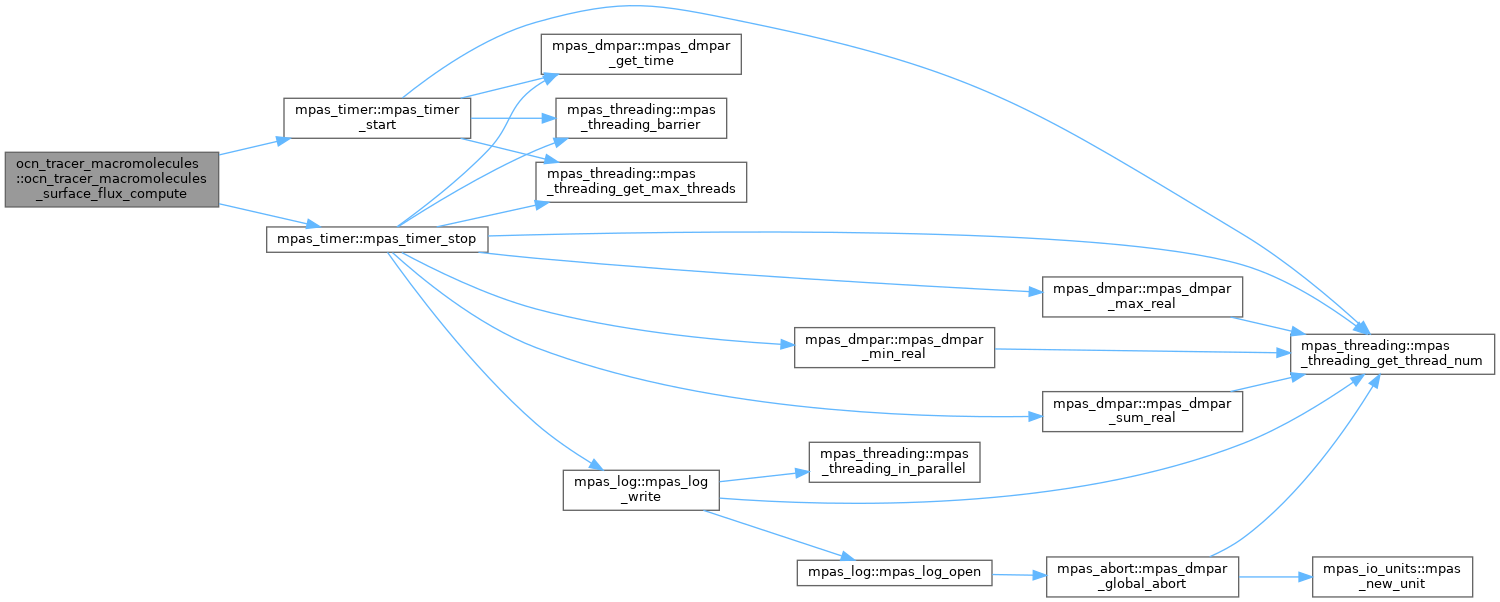 ocn_tracer_macromolecules
::ocn_tracer_macromolecules
_surface_flux_compute
mpas_timer::mpas_timer
_start
mpas_timer::mpas_timer_stop
mpas_dmpar::mpas_dmpar
_get_time
mpas_threading::mpas
_threading_barrier
mpas_threading::mpas
_threading_get_max_threads
mpas_dmpar::mpas_dmpar
_max_real
mpas_dmpar::mpas_dmpar
_min_real
mpas_threading::mpas
_threading_get_thread_num
mpas_dmpar::mpas_dmpar
_sum_real
mpas_threading::mpas
_threading_in_parallel
mpas_log::mpas_log
_write
mpas_log::mpas_log_open
mpas_abort::mpas_dmpar
_global_abort
mpas_io_units::mpas
_new_unit